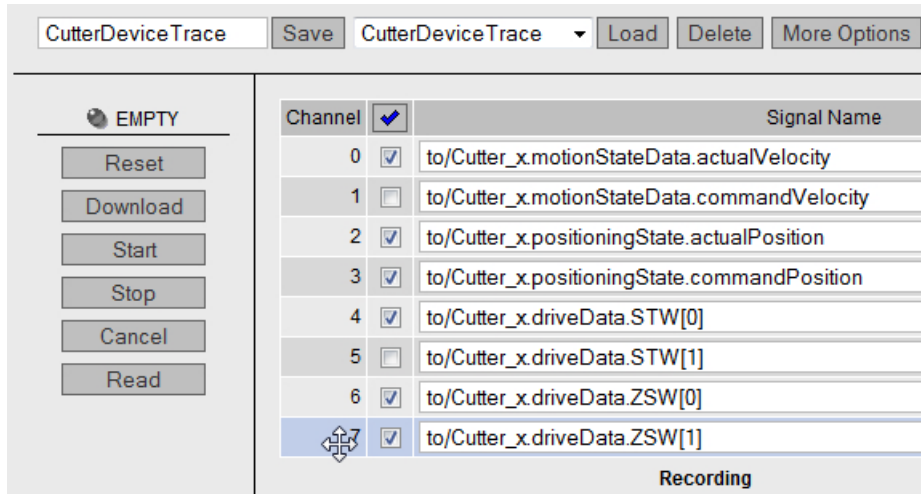 CutterDeviceTrace Save CutterDeviceTrace Load Delete More Options
EMPTY
Reset
Download
Start
Stop
Cancel
Read
Channel Signal Name
0 to/Cutter_x.motionStateData.actualVelocity
1 to/Cutter_x.motionStateData.commandVelocity
2 to/Cutter_x.positioningState.actualPosition
3 to/Cutter_x.positioningState.commandPosition
4 to/Cutter_x.driveData.STW[0]
5 to/Cutter_x.driveData.STW[1]
6 to/Cutter_x.driveData.ZSW[0]
7 to/Cutter_x.driveData.ZSW[1]
Recording